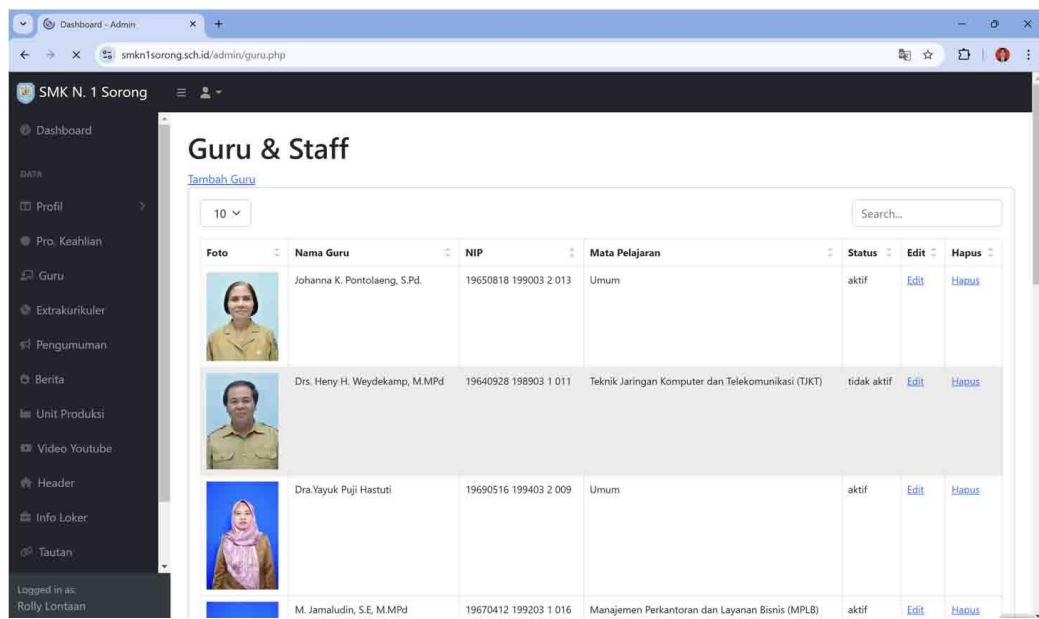 Dashboard - Admin
smkn1sorong.sch.id/admin/guru.php
SMK N. 1 Sorong
Dashboard
DATA
Profil
Pro. Keahlian
Guru
Extrakurikuler
Pengumuman
Berita
Unit Produksi
Video Youtube
Header
Info Loker
Tautan
Logged in as:
Rolly Lontaan
Guru & Staff
Tambah Guru
10
Search...
Foto Nama Guru NIP Mata Pelajaran Status Edit Hapus
Johanna K. Pontolaeng, S.Pd. 19650818 199003 2 013 Umum aktif Edit Hapus
Drs. Heny H. Weydekamp, M.MPd 19640928 198903 1 011 Teknik Jaringan Komputer dan Telekomunikasi (TJKT) tidak aktif Edit Hapus
Dra.Yayuk Puji Hastuti 19690516 199403 2 009 Umum aktif Edit Hapus
M. Jamaludin, S.E, M.MPd 19670412 199203 1 016 Manajemen Perkantoran dan Layanan Bisnis (MPLB) aktif Edit Hapus